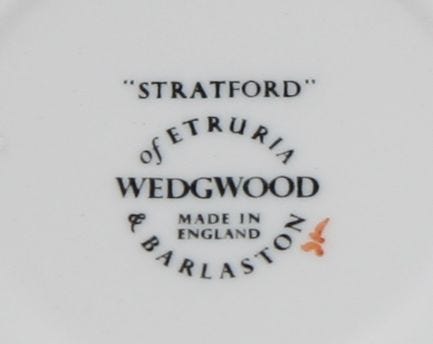 "STRATFORD"
of ETRURIA
WEDGWOOD
MADE IN
ENGLAND
& BARLASTON